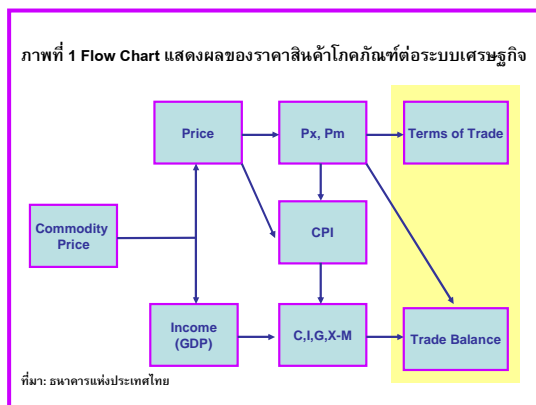 ภาพที่ 1 Flow Chart แสดงผลของราคาสินค้าโภคภัณฑ์ต่อระบบเศรษฐกิจ
Price
Px, Pm
Terms of Trade
Commodity
Price
CPI
Income
(GDP)
C,I,G,X-M
Trade Balance
ที่มา: ธนาคารแห่งประเทศไทย